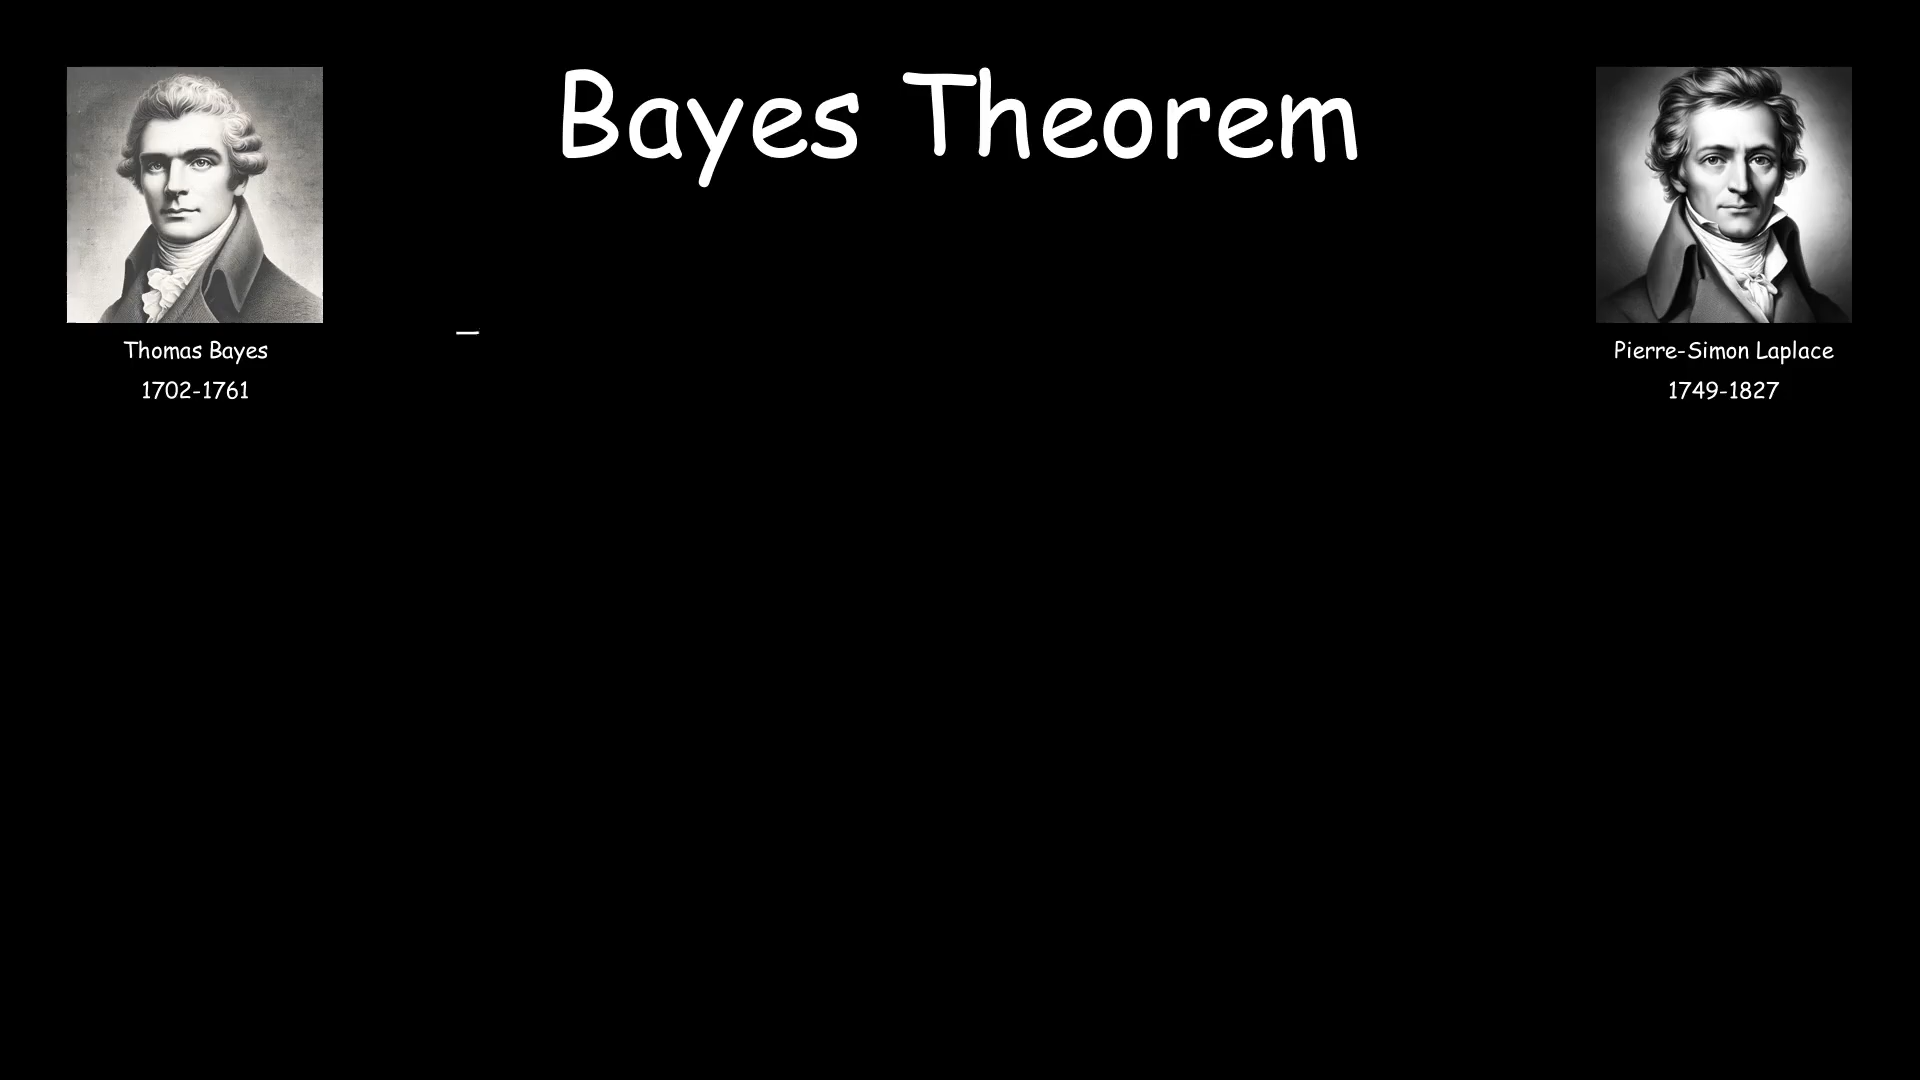 Bayes Theorem
Thomas Bayes
1702-1761
Pierre-Simon Laplace
1749-1827
_